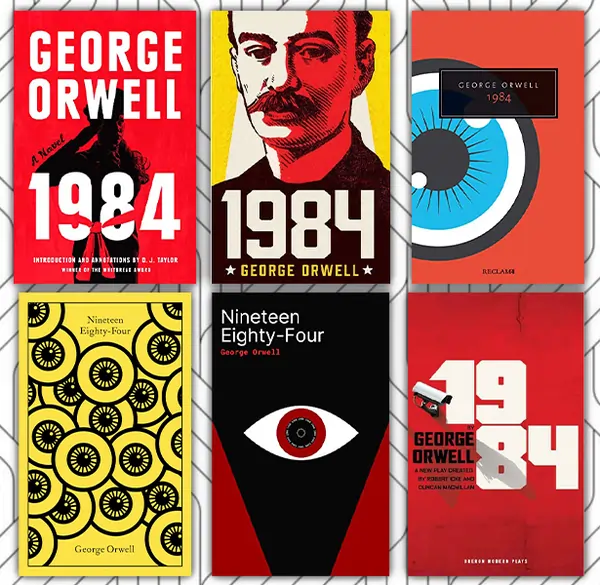 GEORGE
ORWELL
A Novel
1984
INTRODUCTION AND ANNOTATIONS BY D. J. TAYLOR
WINNER OF THE WHITBREAD AWARD
1984
★ GEORGE ORWELL ★
GEORGE ORWELL
1984
RECLAM
Nineteen
Eighty-Four
George Orwell
Nineteen
Eighty-Four
George Orwell
19
BY
GEORGE
ORWELL
84
A NEW PLAY CREATED
BY ROBERT ICKE AND
DUNCAN MACMILLAN
OBERON MODERN PLAYS